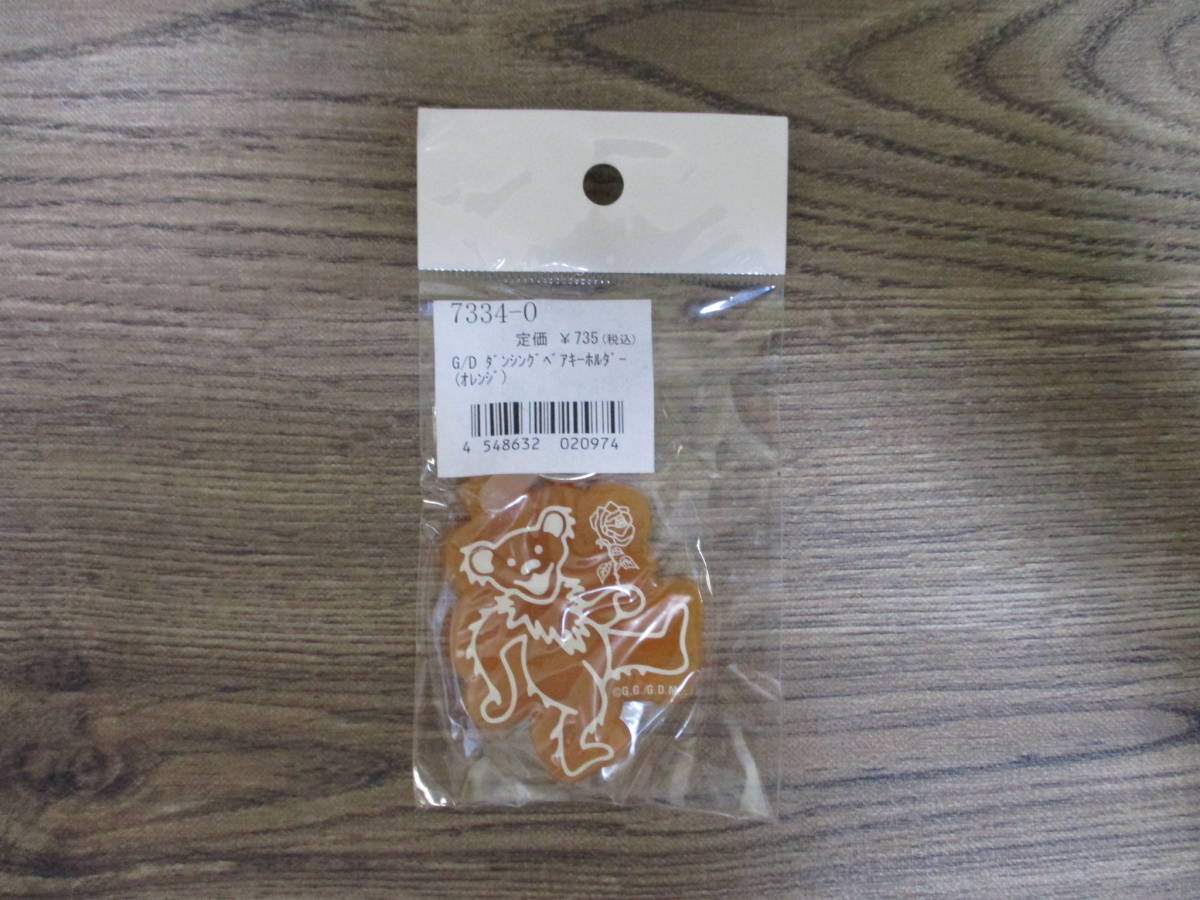 7334-O
定価 ¥735(税込)
G/D ﾀﾞﾝｼﾝｸﾞﾍﾞｱｷｰﾎﾙﾀﾞｰ
(ｵﾚﾝｼﾞ)
4 548632 020974
©G.G./G.D.M.